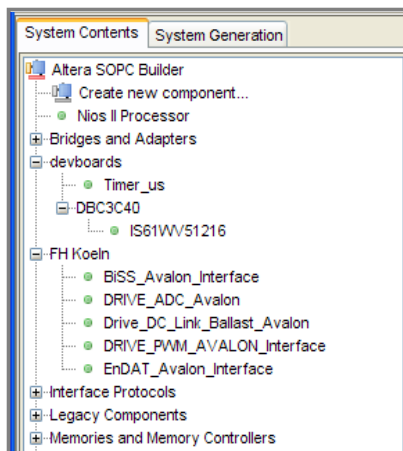 System Contents System Generation
Altera SOPC Builder
Create new component...
Nios II Processor
Bridges and Adapters
devboards
Timer_us
DBC3C40
IS61WV51216
FH Koeln
BiSS_Avalon_Interface
DRIVE_ADC_Avalon
Drive_DC_Link_Ballast_Avalon
DRIVE_PWM_AVALON_Interface
EnDAT_Avalon_Interface
Interface Protocols
Legacy Components
Memories and Memory Controllers